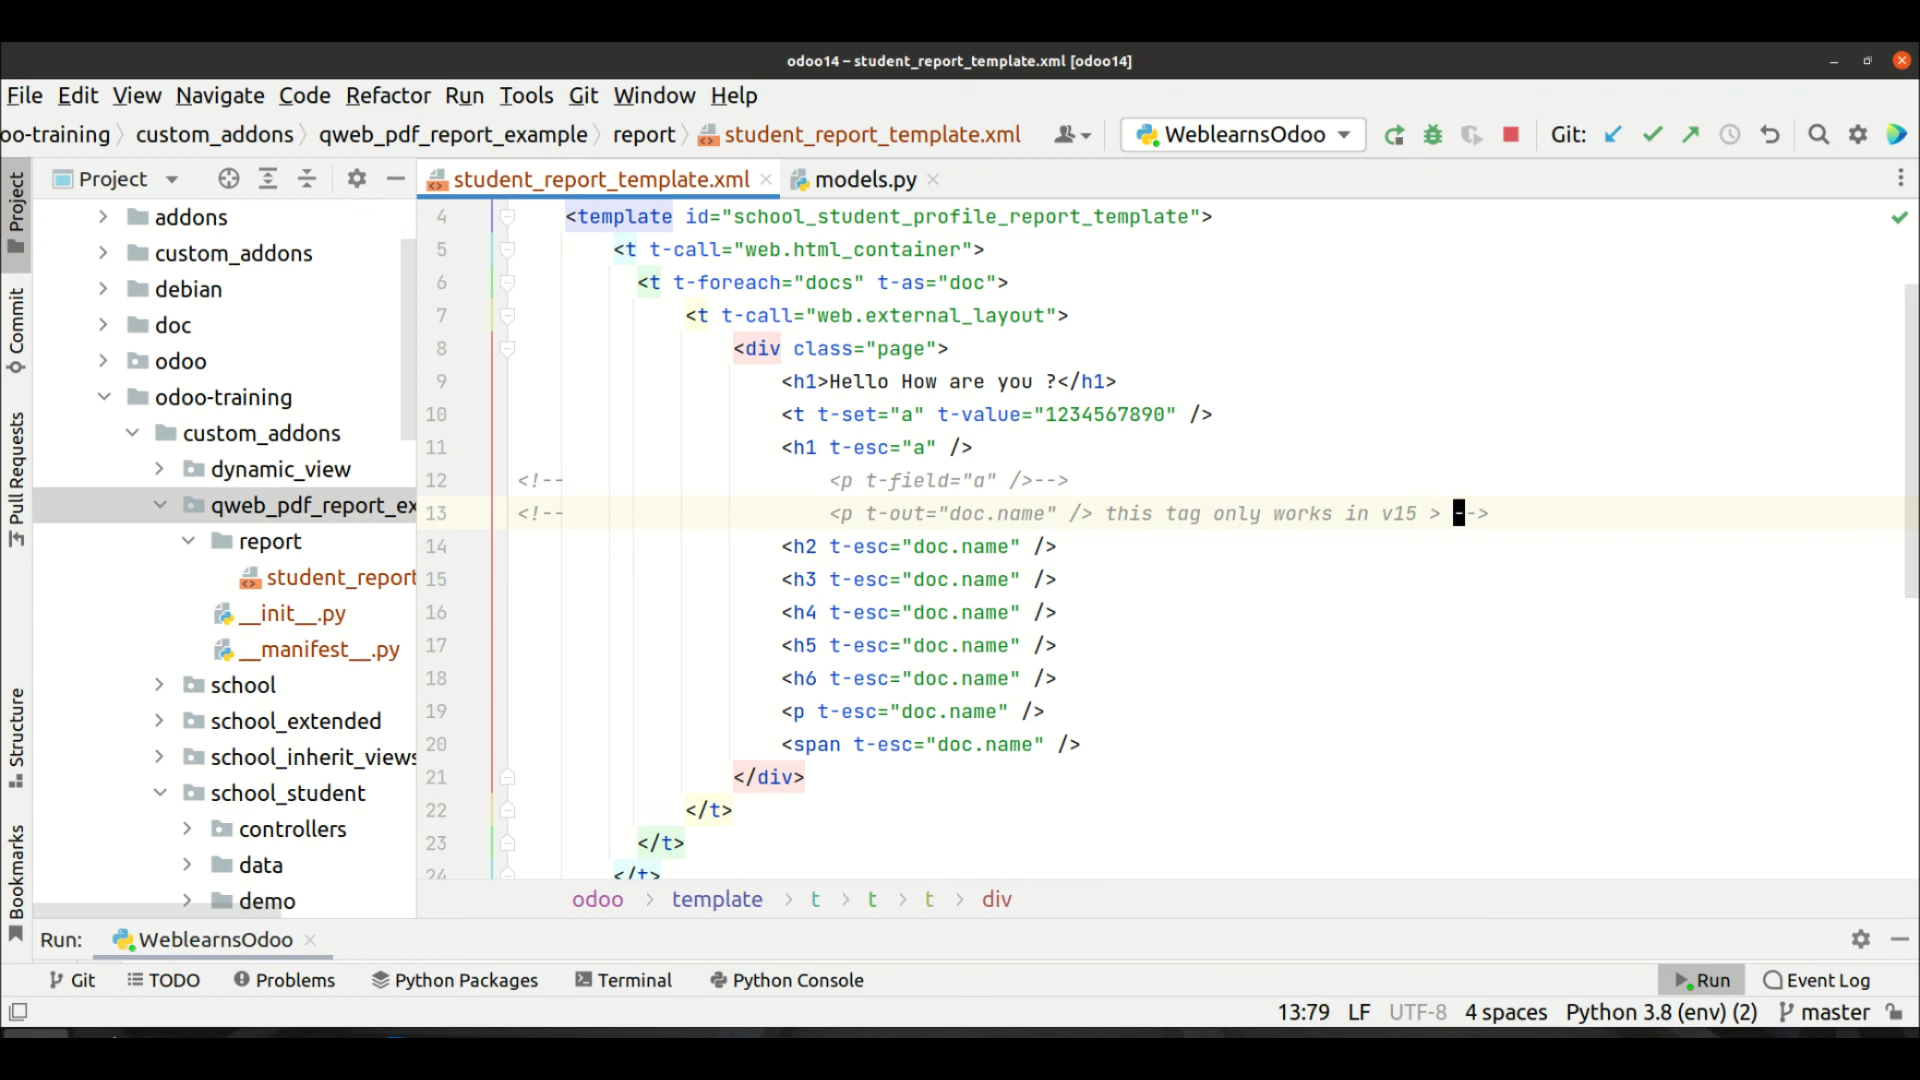 odoo14 – student_report_template.xml [odoo14]
File Edit View Navigate Code Refactor Run Tools Git Window Help
oo-training custom_addons qweb_pdf_report_example report student_report_template.xml WeblearnsOdoo Git:
Project student_report_template.xml models.py
Project
Commit
Pull Requests
Structure
Bookmarks
addons
custom_addons
debian
doc
odoo
odoo-training
custom_addons
dynamic_view
qweb_pdf_report_ex
report
student_report
__init__.py
__manifest__.py
school
school_extended
school_inherit_views
school_student
controllers
data
demo
4 <template id="school_student_profile_report_template">
5 <t t-call="web.html_container">
6 <t t-foreach="docs" t-as="doc">
7 <t t-call="web.external_layout">
8 <div class="page">
9 <h1>Hello How are you ?</h1>
10 <t t-set="a" t-value="1234567890" />
11 <h1 t-esc="a" />
12 <!-- <p t-field="a" />-->
13 <!-- <p t-out="doc.name" /> this tag only works in v15 > -->
14 <h2 t-esc="doc.name" />
15 <h3 t-esc="doc.name" />
16 <h4 t-esc="doc.name" />
17 <h5 t-esc="doc.name" />
18 <h6 t-esc="doc.name" />
19 <p t-esc="doc.name" />
20 <span t-esc="doc.name" />
21 </div>
22 </t>
23 </t>
24 </t>
odoo > template > t > t > t > div
Run: WeblearnsOdoo
Git TODO Problems Python Packages Terminal Python Console Run Event Log
13:79 LF UTF-8 4 spaces Python 3.8 (env) (2) master